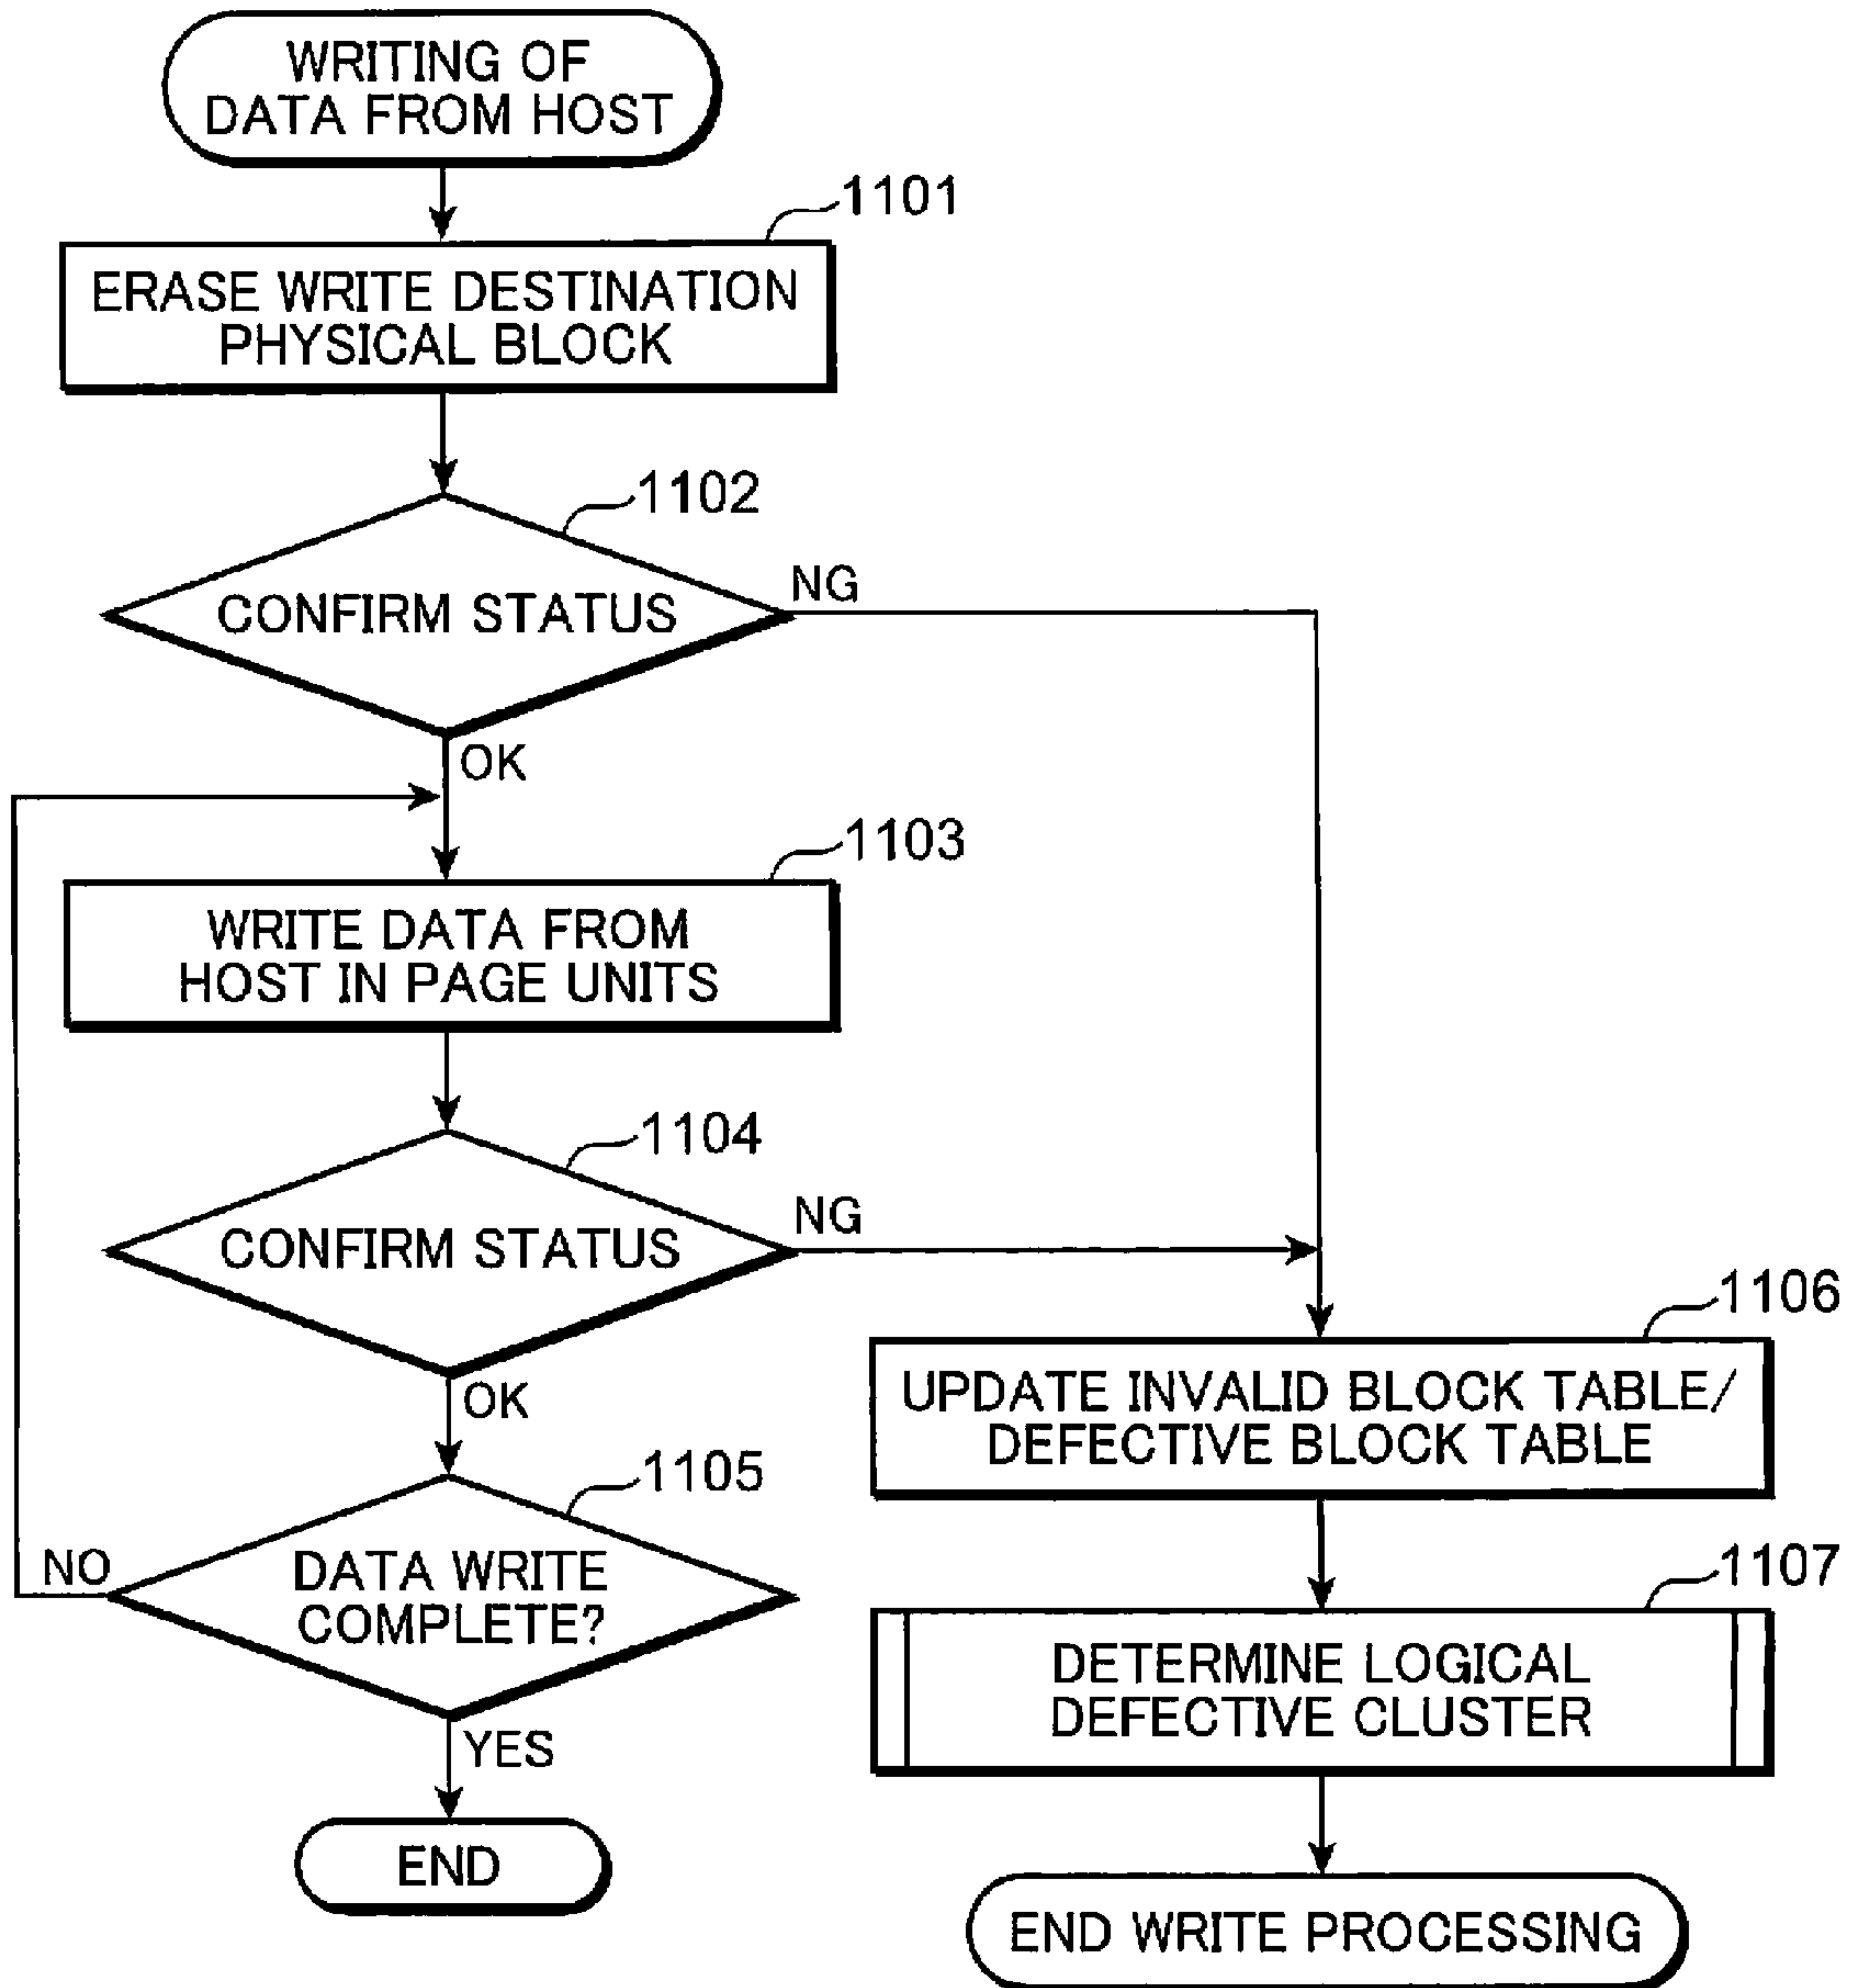 WRITING OF
DATA FROM HOST
1101
ERASE WRITE DESTINATION
PHYSICAL BLOCK
1102
CONFIRM STATUS
NG
OK
1103
WRITE DATA FROM
HOST IN PAGE UNITS
1104
CONFIRM STATUS
NG
OK
1105
DATA WRITE
COMPLETE?
NO
YES
END
1106
UPDATE INVALID BLOCK TABLE/
DEFECTIVE BLOCK TABLE
1107
DETERMINE LOGICAL
DEFECTIVE CLUSTER
END WRITE PROCESSING